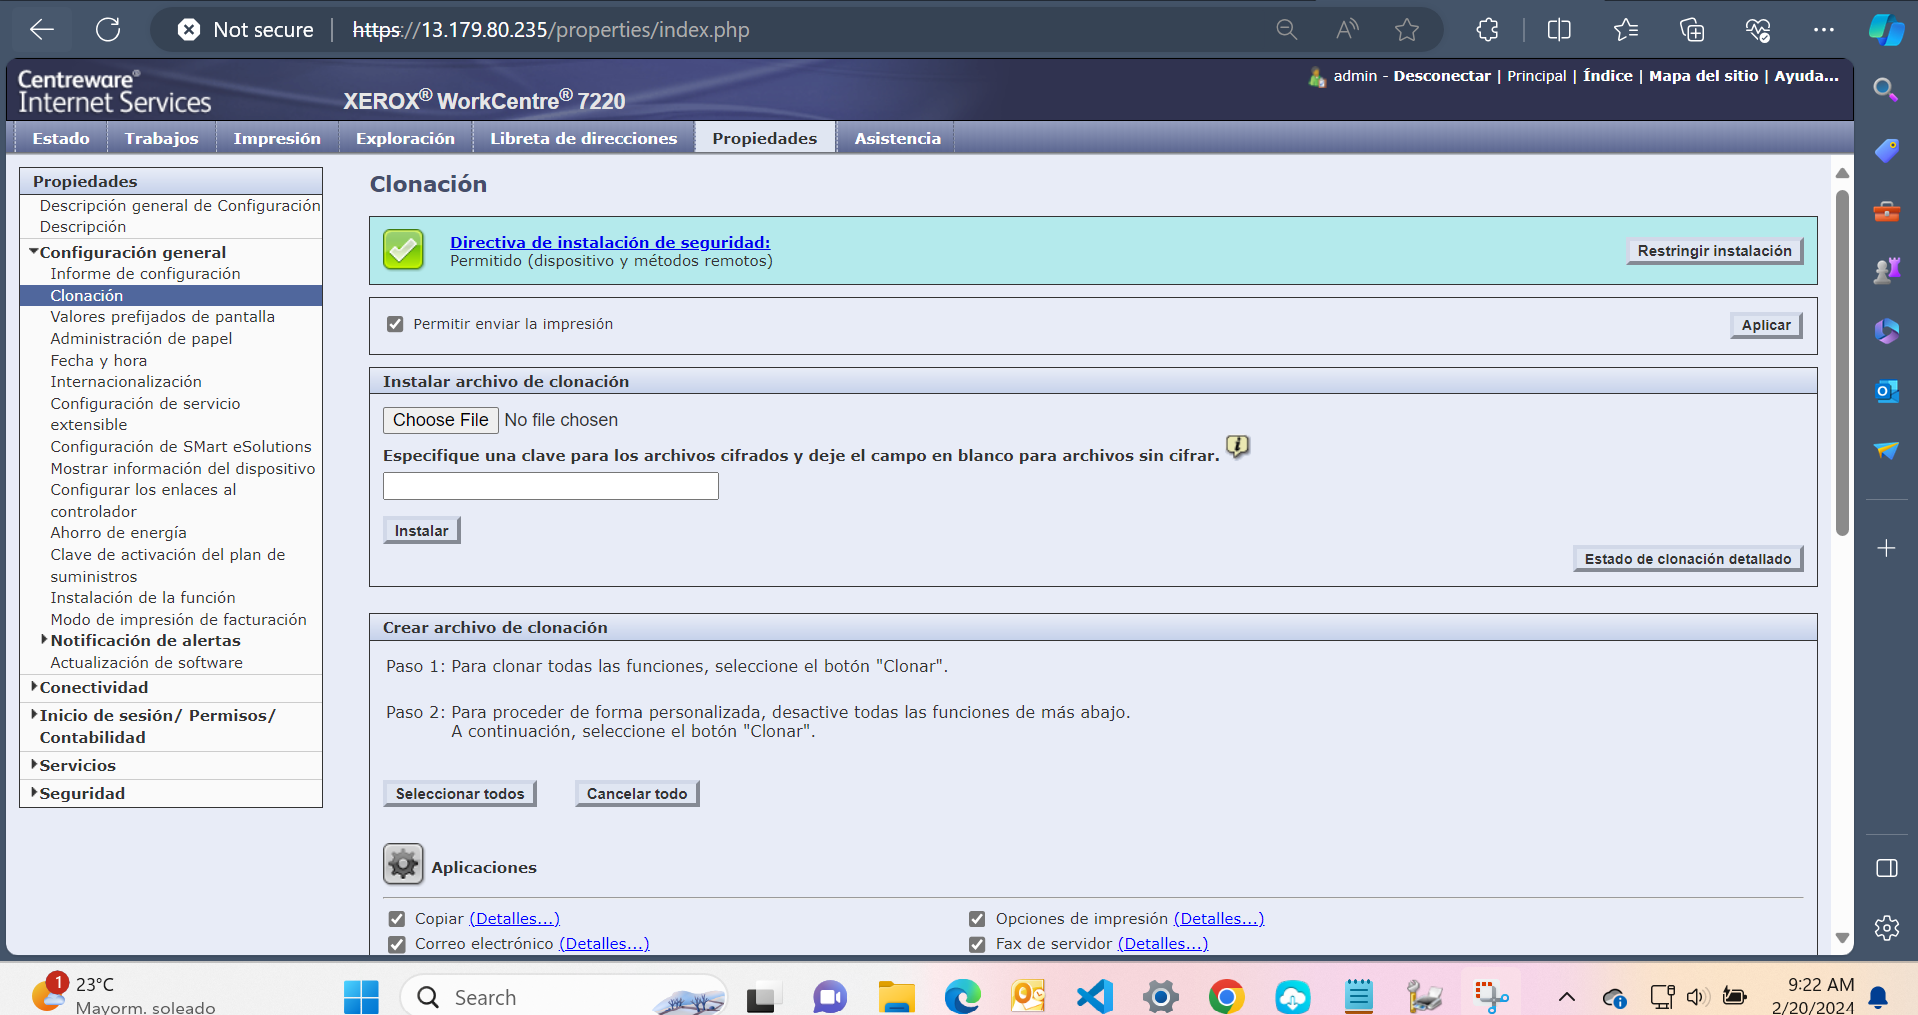 Not secure
https://13.179.80.235/properties/index.php
Centreware®
Internet Services
XEROX® WorkCentre® 7220
admin - Desconectar | Principal | Índice | Mapa del sitio | Ayuda...
Estado
Trabajos
Impresión
Exploración
Libreta de direcciones
Propiedades
Asistencia
Propiedades
Descripción general de Configuración
Descripción
Configuración general
Informe de configuración
Clonación
Valores prefijados de pantalla
Administración de papel
Fecha y hora
Internacionalización
Configuración de servicio
extensible
Configuración de SMart eSolutions
Mostrar información del dispositivo
Configurar los enlaces al
controlador
Ahorro de energía
Clave de activación del plan de
suministros
Instalación de la función
Modo de impresión de facturación
Notificación de alertas
Actualización de software
Conectividad
Inicio de sesión/ Permisos/
Contabilidad
Servicios
Seguridad
Clonación
Directiva de instalación de seguridad:
Permitido (dispositivo y métodos remotos)
Restringir instalación
Permitir enviar la impresión
Aplicar
Instalar archivo de clonación
Choose File No file chosen
Especifique una clave para los archivos cifrados y deje el campo en blanco para archivos sin cifrar.
Instalar
Estado de clonación detallado
Crear archivo de clonación
Paso 1: Para clonar todas las funciones, seleccione el botón "Clonar".
Paso 2: Para proceder de forma personalizada, desactive todas las funciones de más abajo.
A continuación, seleccione el botón "Clonar".
Seleccionar todos
Cancelar todo
Aplicaciones
Copiar (Detalles...)
Opciones de impresión (Detalles...)
Correo electrónico (Detalles...)
Fax de servidor (Detalles...)
1
23°C
Mayorm. soleado
Search
9:22 AM
2/20/2024